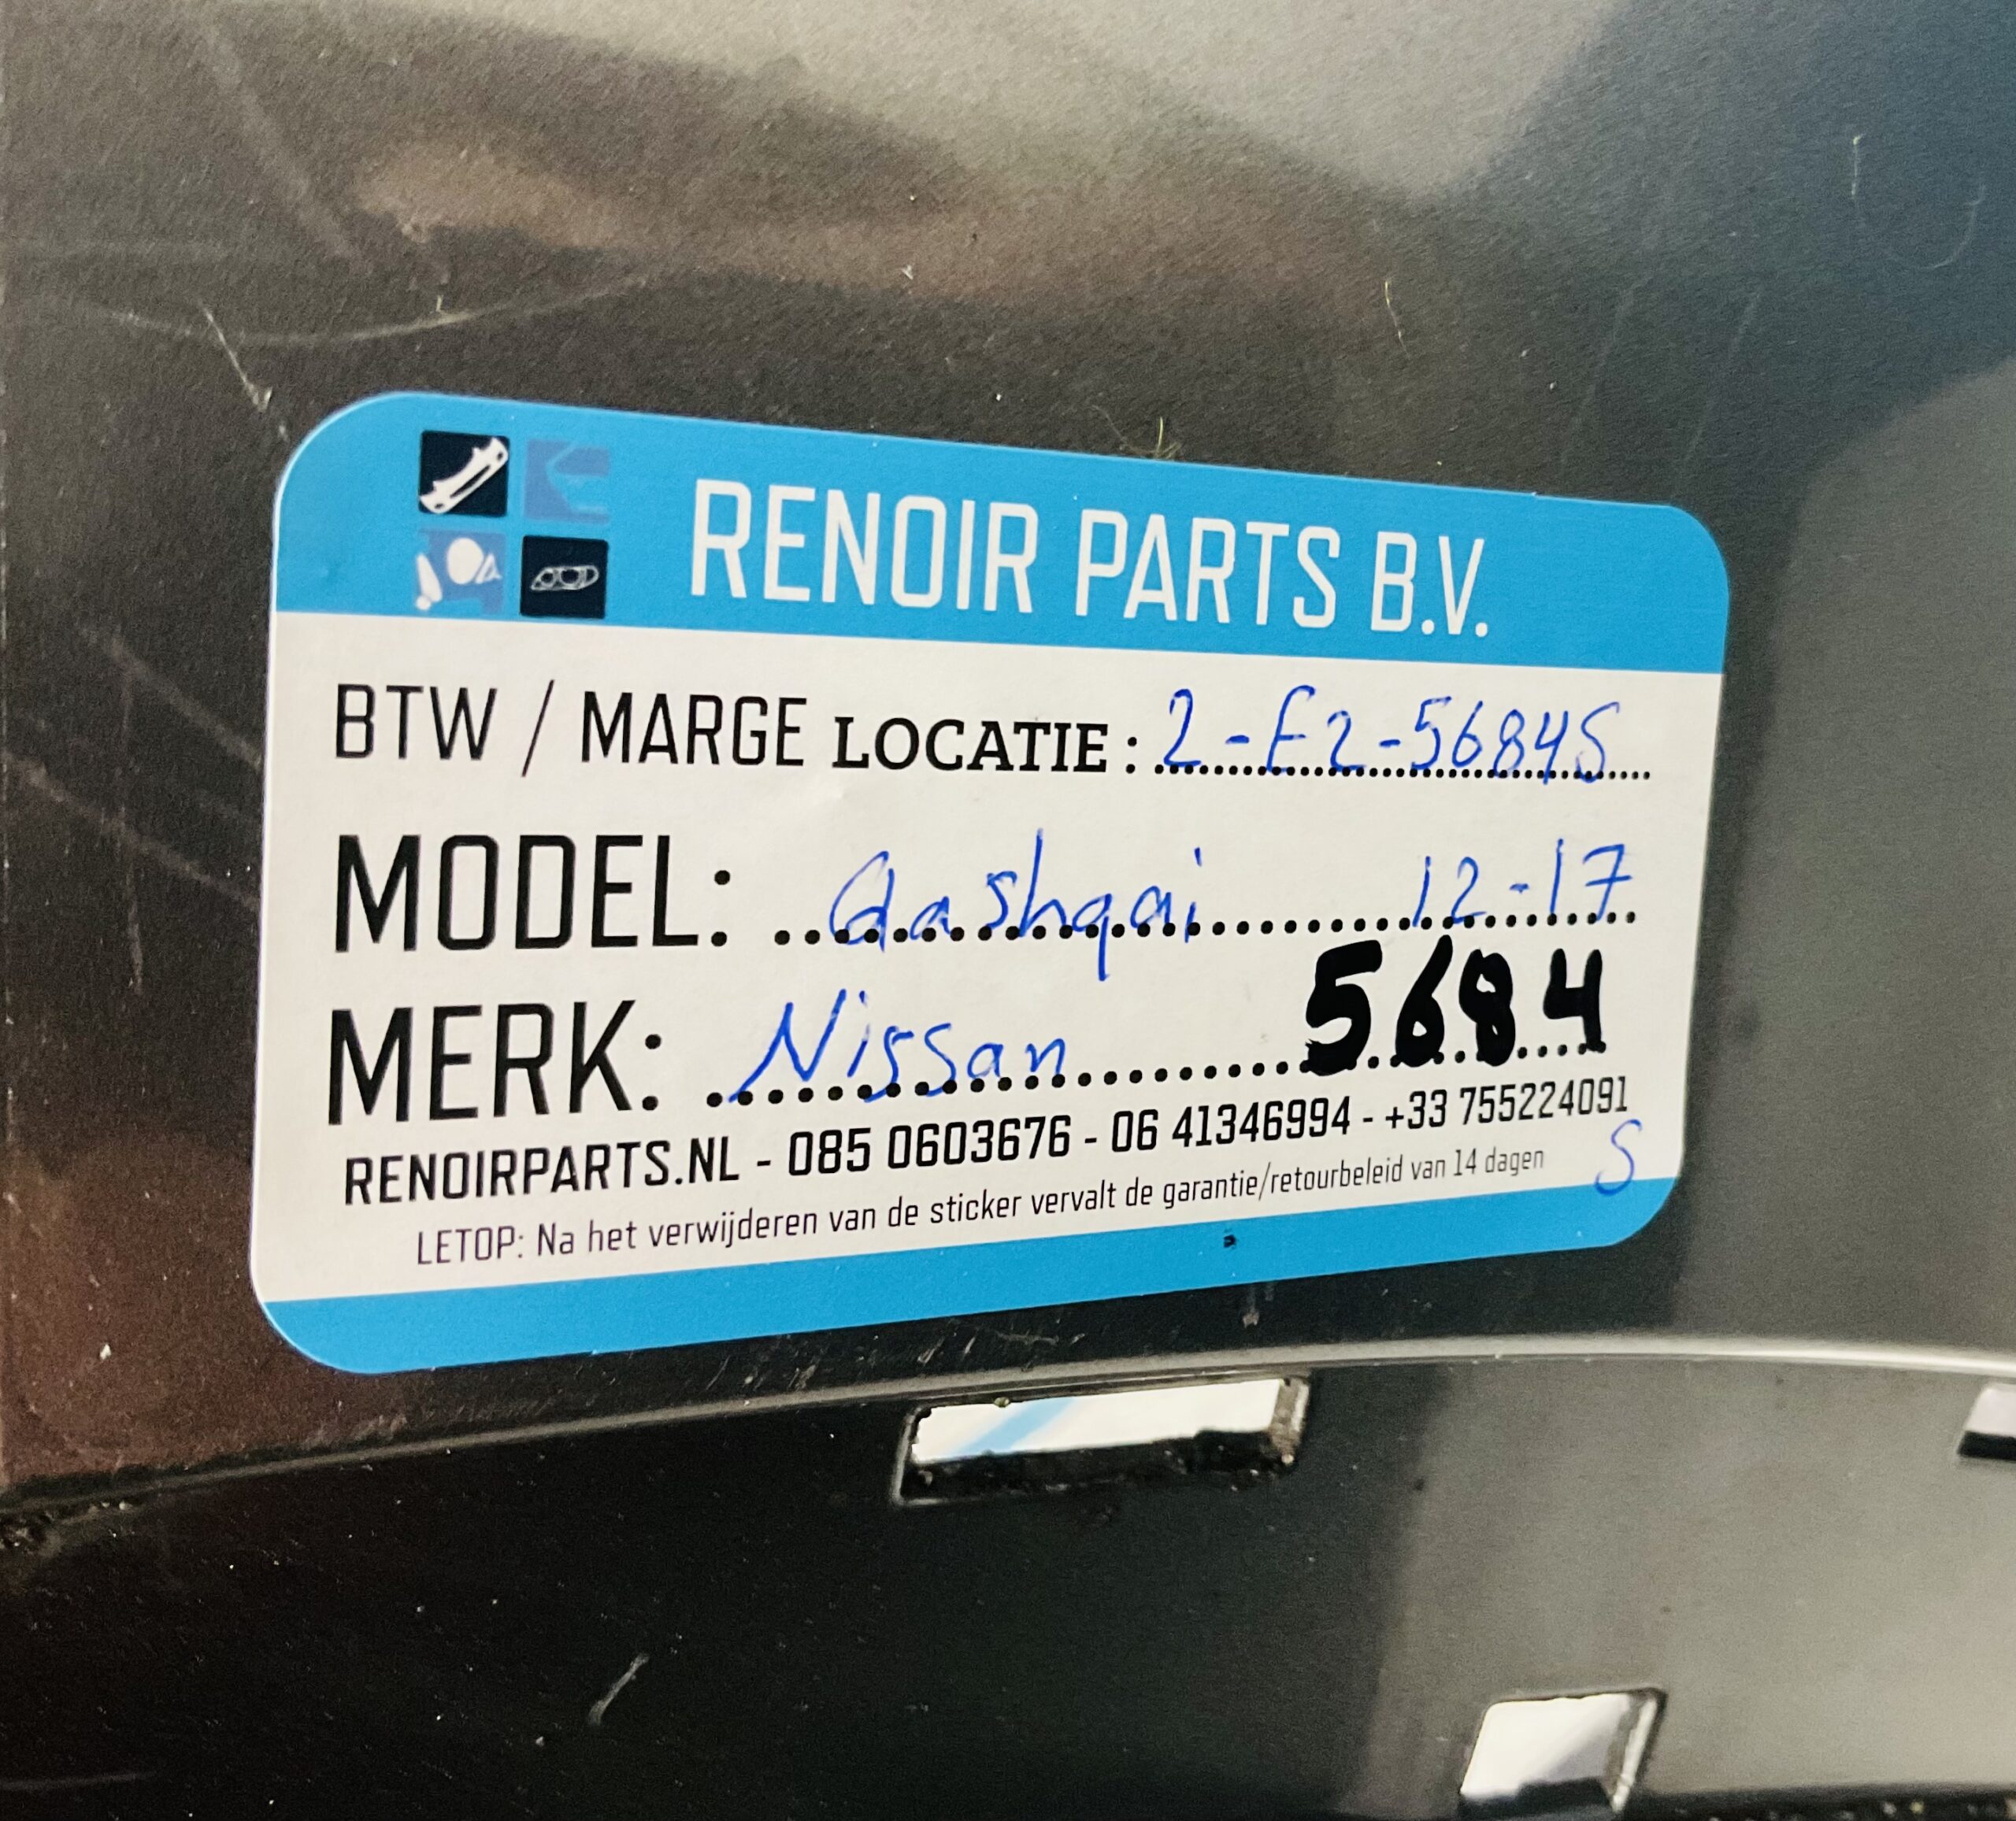 RENOIR PARTS B.V.
BTW / MARGE LOCATIE: 2-E2-5684S
MODEL: Qashqai 12-17
MERK: Nissan 5684
RENOIRPARTS.NL - 085 0603676 - 06 41346994 - +33 755224091
S
LETOP: Na het verwijderen van de sticker vervalt de garantie/retourbeleid van 14 dagen